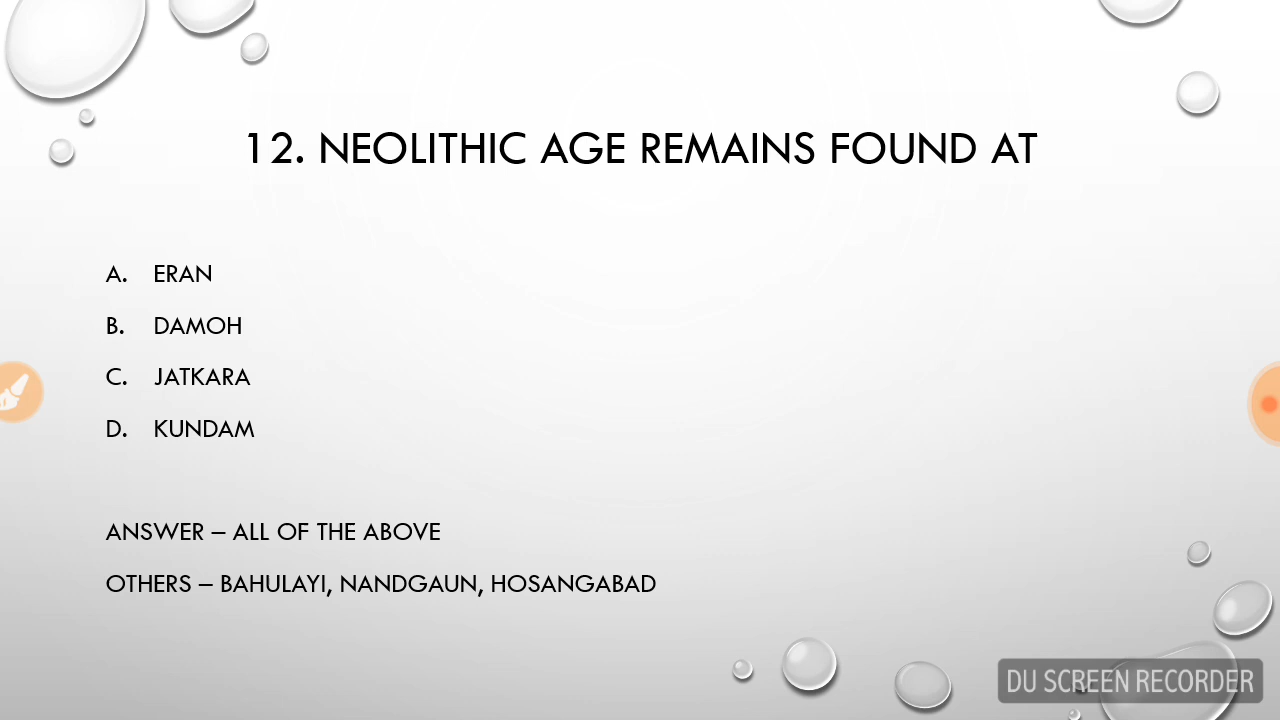 12. NEOLITHIC AGE REMAINS FOUND AT
A. ERAN
B. DAMOH
C. JATKARA
D. KUNDAM
ANSWER – ALL OF THE ABOVE
OTHERS – BAHULAYI, NANDGAUN, HOSANGABAD
DU SCREEN RECORDER